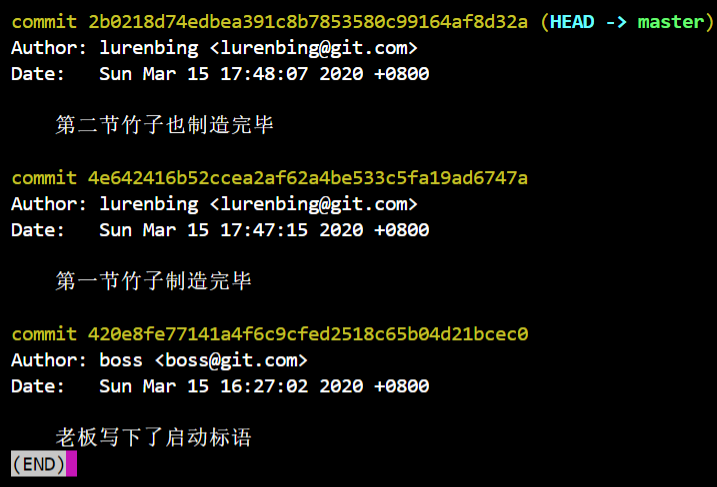 commit 2b0218d74edbea391c8b7853580c99164af8d32a (HEAD -> master)
Author: lurenbing <lurenbing@git.com>
Date:   Sun Mar 15 17:48:07 2020 +0800
第二节竹子也制造完毕
commit 4e642416b52ccea2af62a4be533c5fa19ad6747a
Author: lurenbing <lurenbing@git.com>
Date:   Sun Mar 15 17:47:15 2020 +0800
第一节竹子制造完毕
commit 420e8fe77141a4f6c9cfed2518c65b04d21bcec0
Author: boss <boss@git.com>
Date:   Sun Mar 15 16:27:02 2020 +0800
老板写下了启动标语
(END)